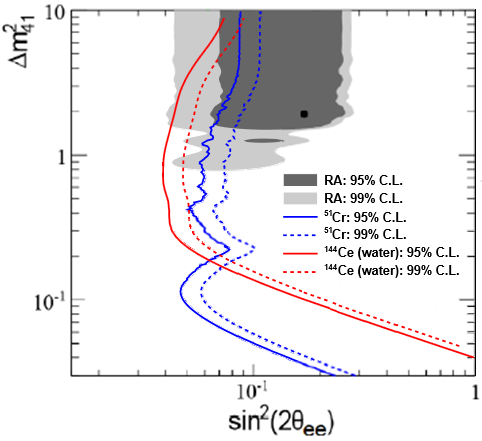 10
Δm²₄₁
1
RA: 95% C.L.
RA: 99% C.L.
⁵¹Cr: 95% C.L.
⁵¹Cr: 99% C.L.
¹⁴⁴Ce (water): 95% C.L.
¹⁴⁴Ce (water): 99% C.L.
10⁻¹
10⁻¹
1
sin²(2θee)